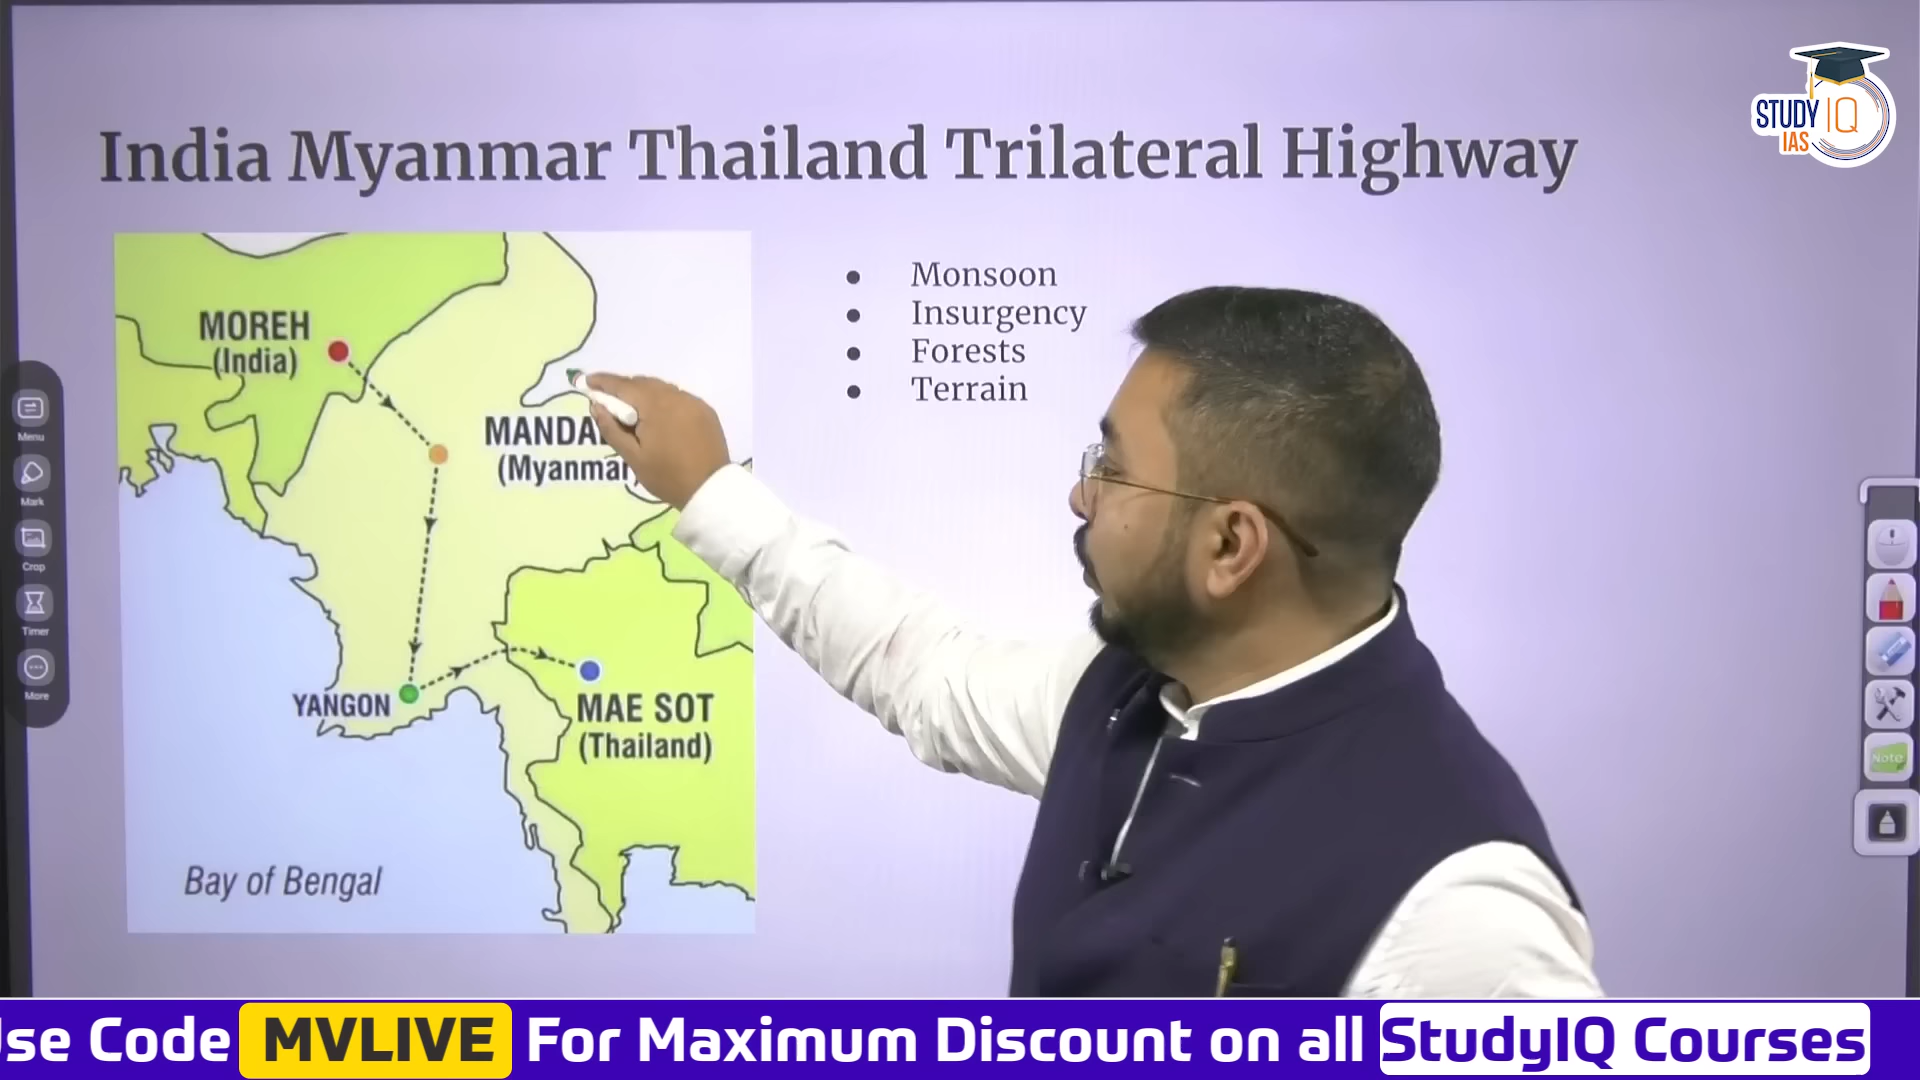 India Myanmar Thailand Trilateral Highway
STUDY IQ
IAS
MOREH
(India)
(Myanmar)
YANGON
MAE SOT
(Thailand)
Bay of Bengal
Monsoon
Insurgency
Forests
Terrain
Menu
Mark
Crop
Timer
More
Note
Use Code MVLIVE For Maximum Discount on all StudyIQ Courses